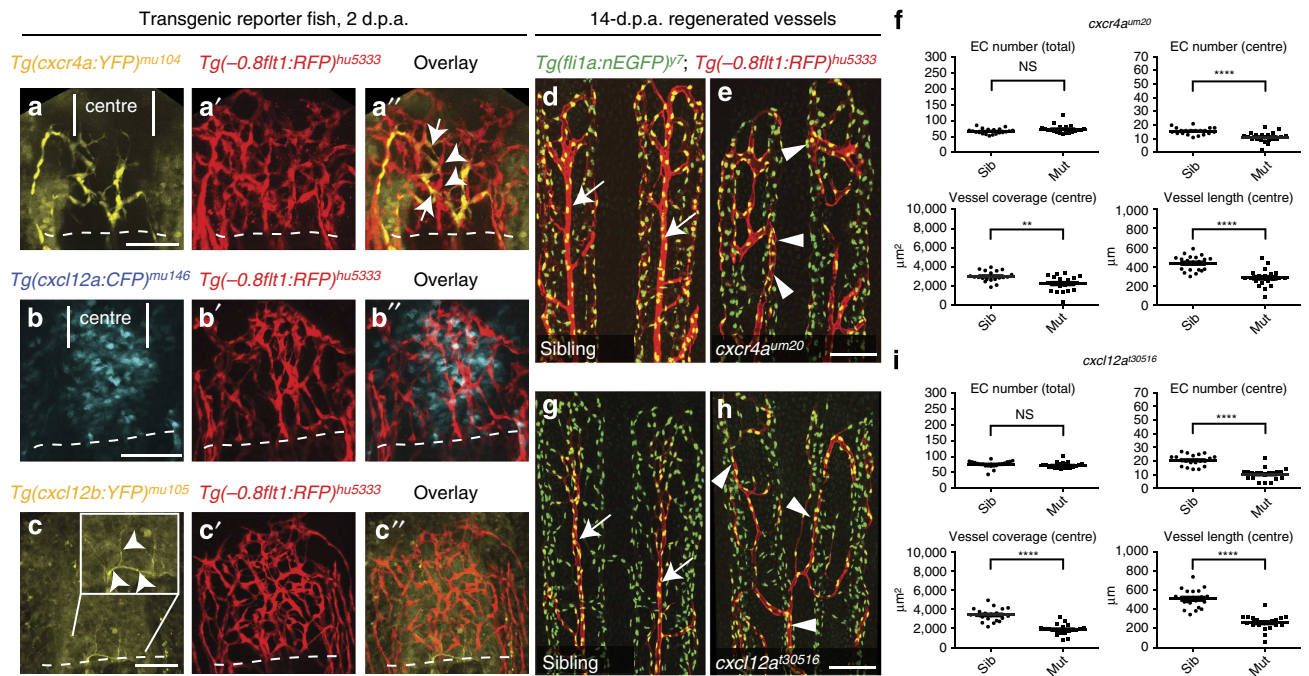 Transgenic reporter fish, 2 d.p.a.
14-d.p.a. regenerated vessels
Tg(cxcr4a:YFP)mu104 Tg(–0.8flt1:RFP)hu5333 Overlay
Tg(fli1a:nEGFP)y7; Tg(–0.8flt1:RFP)hu5333
a centre a′ a″
d Sibling
e cxcr4aum20
Tg(cxcl12a:CFP)mu146 Tg(–0.8flt1:RFP)hu5333 Overlay
b centre b′ b″
Tg(cxcl12b:YFP)mu105 Tg(–0.8flt1:RFP)hu5333 Overlay
c c′ c″
g Sibling
h cxcl12at30516
f
cxcr4aum20
EC number (total)
300
250
200
150
100
50
0
NS
Sib Mut
EC number (centre)
70
60
50
40
30
20
10
0
****
Sib Mut
Vessel coverage (centre)
10,000
8,000
6,000
4,000
2,000
0
μm2
**
Sib Mut
Vessel length (centre)
1,000
800
600
400
200
0
μm
****
Sib Mut
i
cxcl12at30516
EC number (total)
300
250
200
150
100
50
0
NS
Sib Mut
EC number (centre)
70
60
50
40
30
20
10
0
****
Sib Mut
Vessel coverage (centre)
10,000
8,000
6,000
4,000
2,000
0
μm2
****
Sib Mut
Vessel length (centre)
1,000
800
600
400
200
0
μm
****
Sib Mut